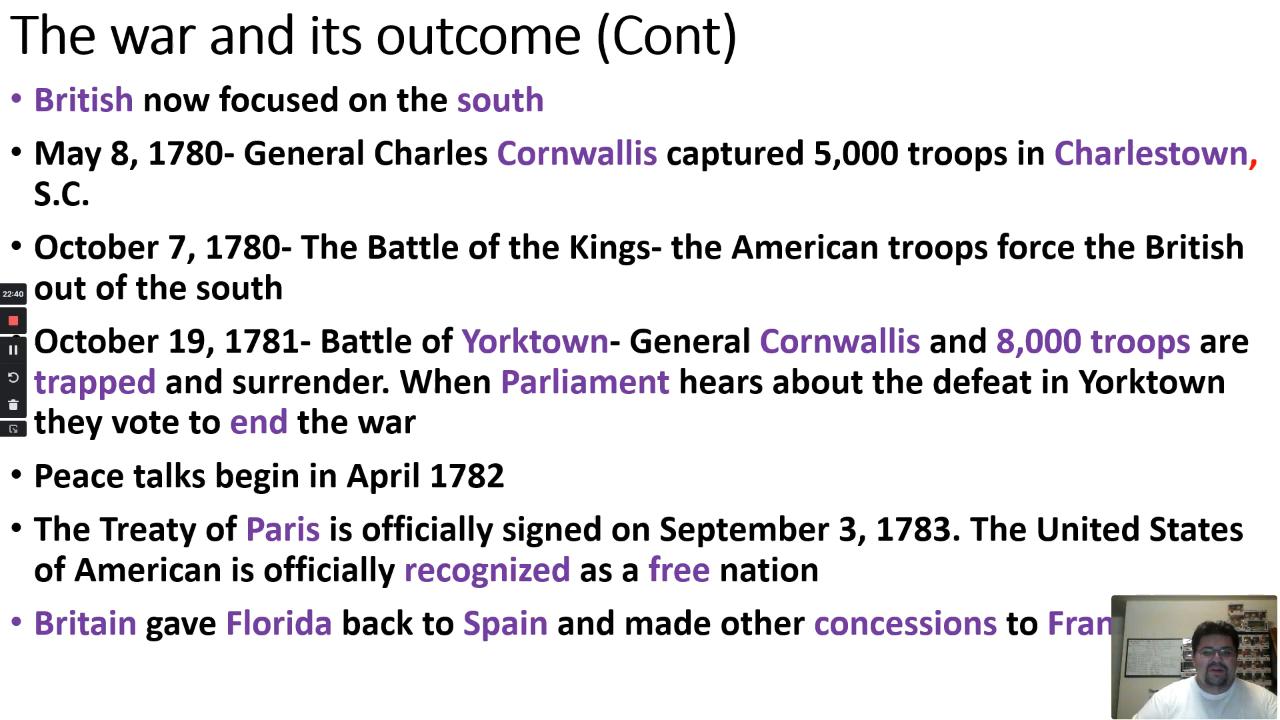 The war and its outcome (Cont)
• British now focused on the south
• May 8, 1780- General Charles Cornwallis captured 5,000 troops in Charlestown,
S.C.
• October 7, 1780- The Battle of the Kings- the American troops force the British
out of the south
22:40
• October 19, 1781- Battle of Yorktown- General Cornwallis and 8,000 troops are
trapped and surrender. When Parliament hears about the defeat in Yorktown
they vote to end the war
• Peace talks begin in April 1782
• The Treaty of Paris is officially signed on September 3, 1783. The United States
of American is officially recognized as a free nation
• Britain gave Florida back to Spain and made other concessions to Fran